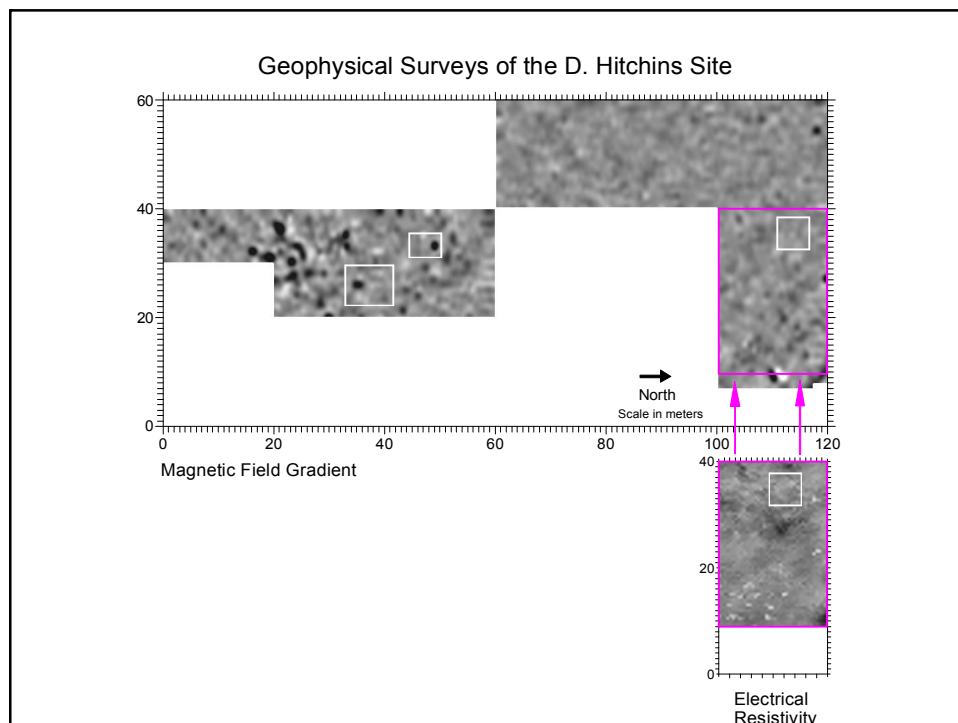 Geophysical Surveys of the D. Hitchins Site
60
40
20
0
0 20 40 60 80 100 120
North
Scale in meters
Magnetic Field Gradient
40
20
0
Electrical
Resistivity